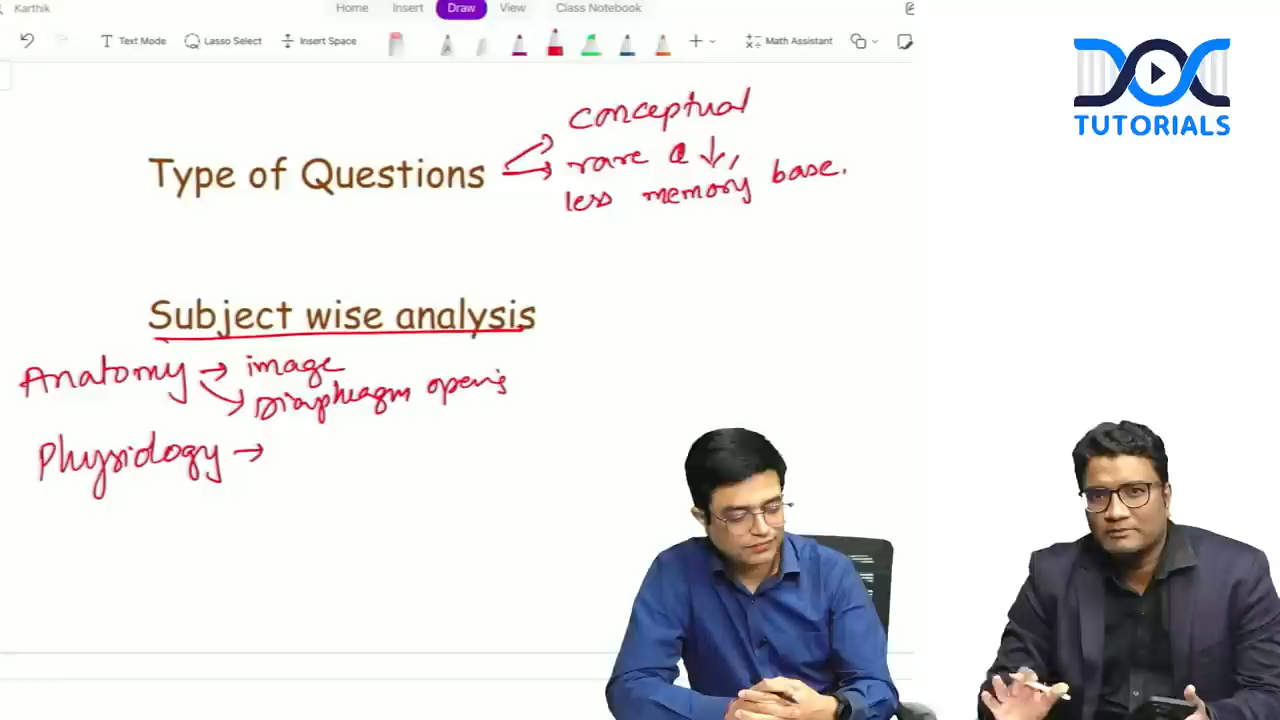 Karthik
Home Insert Draw View Class Notebook
Text Mode Lasso Select Insert Space Math Assistant
DOC
TUTORIALS
conceptual
Type of Questions
rare Q ↓,
less memory base.
Subject wise analysis
Anatomy → image
Diaphragm
Physiology →